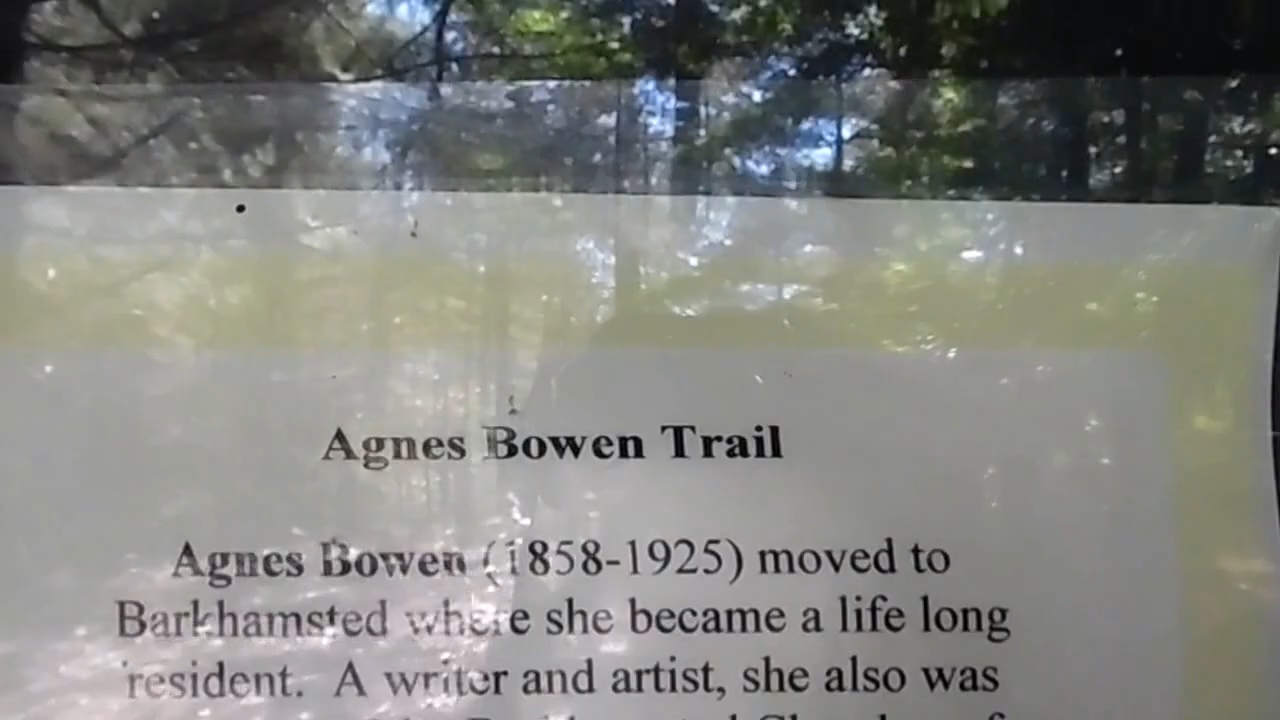 Agnes Bowen Trail
Agnes Bowen (1858-1925) moved to
Barkhamsted where she became a life long
resident. A writer and artist, she also was